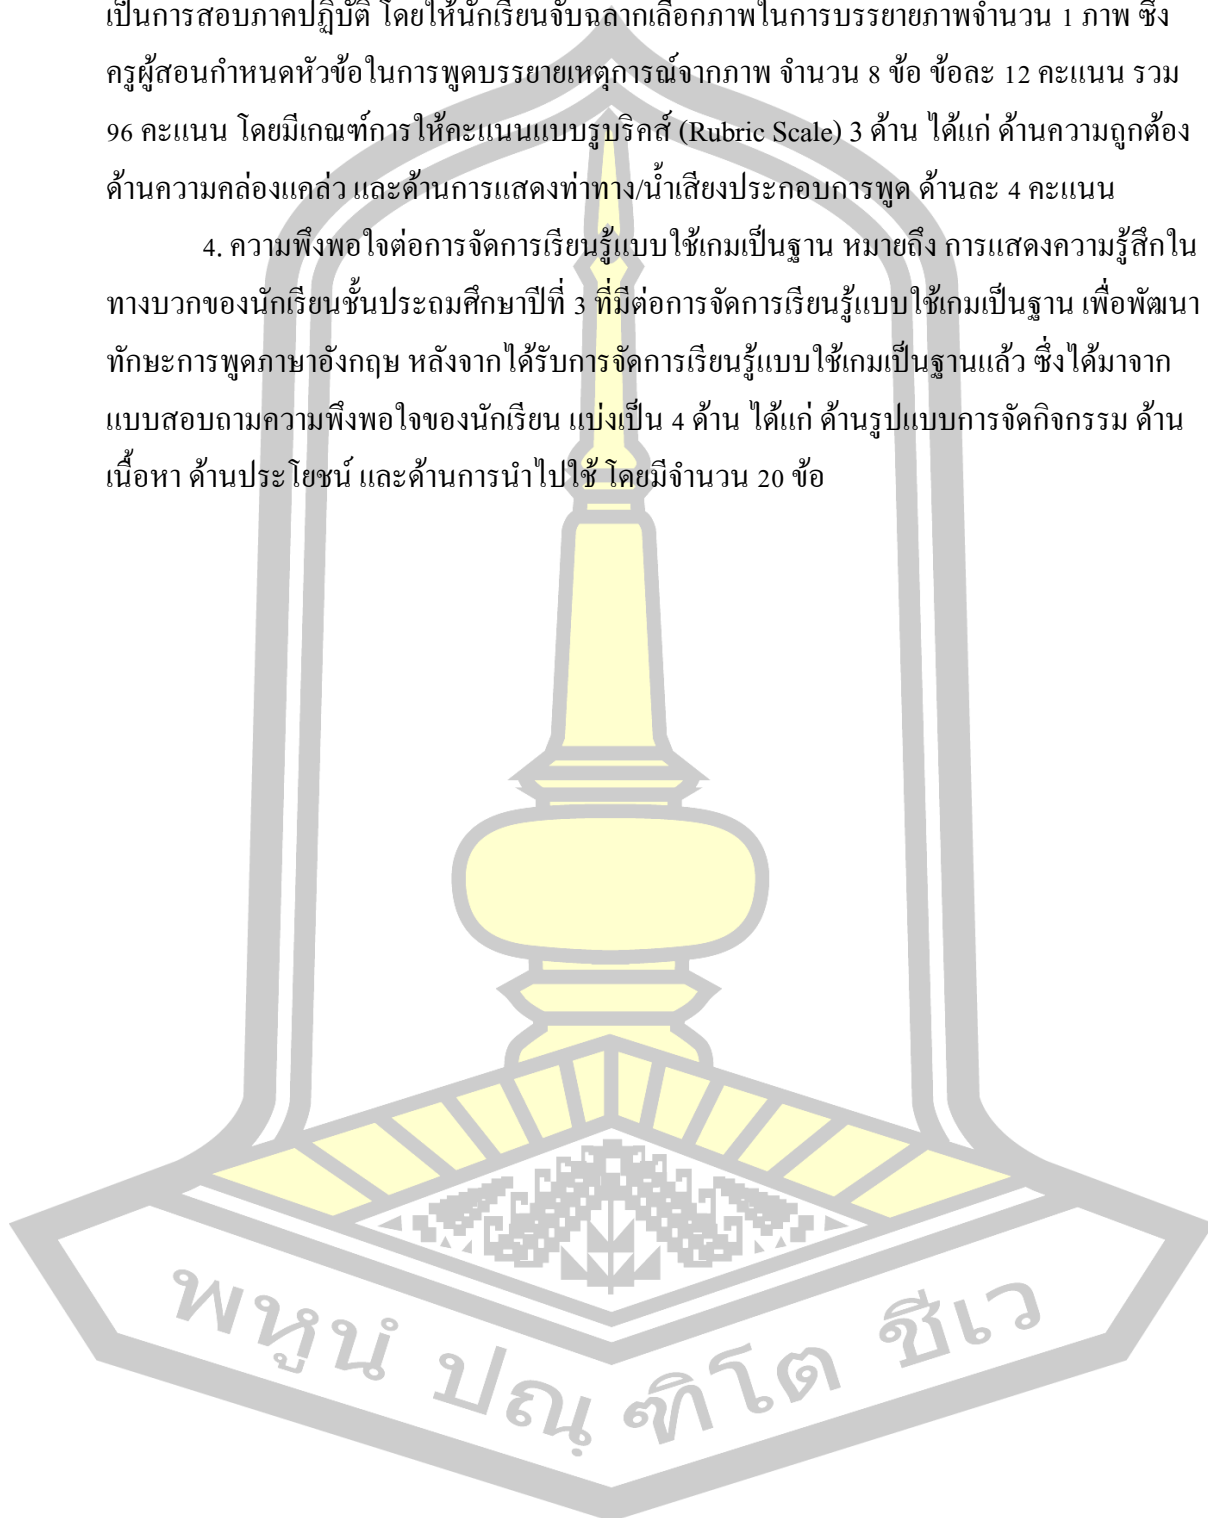 เป็นการสอบภาคปฏิบัติ โดยให้นักเรียนจับฉลากเลือกภาพในการบรรยายภาพจำนวน 1 ภาพ ซึ่ง
ครูผู้สอนกำหนดหัวข้อในการพูดบรรยายเหตุการณ์จากภาพ จำนวน 8 ข้อ ข้อละ 12 คะแนน รวม
96 คะแนน โดยมีเกณฑ์การให้คะแนนแบบรูบริคส์ (Rubric Scale) 3 ด้าน ได้แก่ ด้านความถูกต้อง
ด้านความคล่องแคล่ว และด้านการแสดงท่าทาง/น้ำเสียงประกอบการพูด ด้านละ 4 คะแนน
4. ความพึงพอใจต่อการจัดการเรียนรู้แบบใช้เกมเป็นฐาน หมายถึง การแสดงความรู้สึกใน
ทางบวกของนักเรียนชั้นประถมศึกษาปีที่ 3 ที่มีต่อการจัดการเรียนรู้แบบใช้เกมเป็นฐาน เพื่อพัฒนา
ทักษะการพูดภาษาอังกฤษ หลังจากได้รับการจัดการเรียนรู้แบบใช้เกมเป็นฐานแล้ว ซึ่งได้มาจาก
แบบสอบถามความพึงพอใจของนักเรียน แบ่งเป็น 4 ด้าน ได้แก่ ด้านรูปแบบการจัดกิจกรรม ด้าน
เนื้อหา ด้านประโยชน์ และด้านการนำไปใช้ โดยมีจำนวน 20 ข้อ
พหูนํ ปณฺ ฑิโต ชีเว